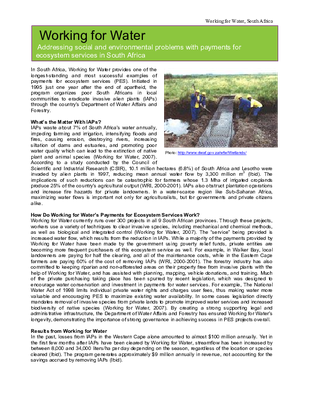 Working for Water, South Africa
Working for Water
Addressing social and environmental problems with payments for
ecosystem services in South Africa
In South Africa, Working for Water provides one of the
longest-standing and most successful examples of
payments for ecosystem services (PES). Initiated in
1995 just one year after the end of apartheid, the
program organizes poor South Africans in local
communities to eradicate invasive alien plants (IAPs)
through the country's Department of Water Affairs and
Forestry.
What's the Matter With IAPs?
IAPs waste about 7% of South Africa's water annually,
impeding farming and irrigation, intensifying floods and
fires, causing erosion, destroying rivers, increasing
siltation of dams and estuaries, and promoting poor
water quality which can lead to the extinction of native
plant and animal species (Working for Water, 2007).
According to a study conducted by the Council of
Photo: http://www.dwaf.gov.za/wfw/Wetlands/
Scientific and Industrial Research (CSIR), 10.1 million hectares (6.8%) of South Africa and Lesotho were
invaded by alien plants in 1997, reducing mean annual water flow by 3,300 million m³ (Ibid). The
implications of such reductions can be catastrophic for farmers whose 1.3 Mha of irrigated croplands
produce 25% of the country's agricultural output (WRI, 2000-2001). IAPs also obstruct plantation operations
and increase fire hazards for private landowners. In a water-scarce region like Sub-Saharan Africa,
maximizing water flows is important not only for agriculturalists, but for governments and private citizens
alike.
How Do Working for Water's Payments for Ecosystem Services Work?
Working for Water currently runs over 300 projects in all 9 South African provinces. Through these projects,
workers use a variety of techniques to clear invasive species, including mechanical and chemical methods,
as well as biological and integrated control (Working for Water, 2007). The "service" being provided is
increased water flow, which results from the reduction of IAPs. While a majority of the payments provided by
Working for Water have been made by the government using poverty relief funds, private entities are
becoming more frequent purchasers of the ecosystem service as well. For example, in Walker Bay, local
landowners are paying for half the clearing, and all of the maintenance costs, while in the Eastern Cape
farmers are paying 60% of the cost of removing IAPs (WRI, 2000-2001). The forestry industry has also
committed to keeping riparian and non-afforested areas on their property free from invasive plants with the
help of Working for Water, and has assisted with planning, mapping, vehicle donations, and training. Much
of the private purchasing taking place has been spurred by recent legislation, which was designed to
encourage water conservation and investment in payments for water services. For example, The National
Water Act of 1998 limits individual private water rights and charges user fees, thus making water more
valuable and encouraging PES to maximize existing water availability. In some cases legislation directly
mandates removal of invasive species from private lands to promote improved water services and increased
biodiversity of native species (Working for Water, 2007). By creating a strong supporting legal and
administrative infrastructure, the Department of Water Affairs and Forestry has ensured Working for Water's
longevity, demonstrating the importance of strong governance in achieving success in PES projects overall.
Results from Working for Water
In the past, losses from IAPs in the Western Cape alone amounted to almost $100 million annually. Yet in
the first few months after IAPs have been cleared by Working for Water, streamflow has been increased by
between 8,000 and 34,000 liters/ha per day depending on the season, regardless of the location or species
cleared (Ibid). The program generates approximately $9 million annually in revenue, not accounting for the
savings accrued by removing IAPs (Ibid).